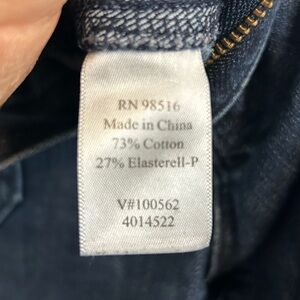 RN 98516
Made in China
73% Cotton
27% Elasterell-P
V#100562
4014522